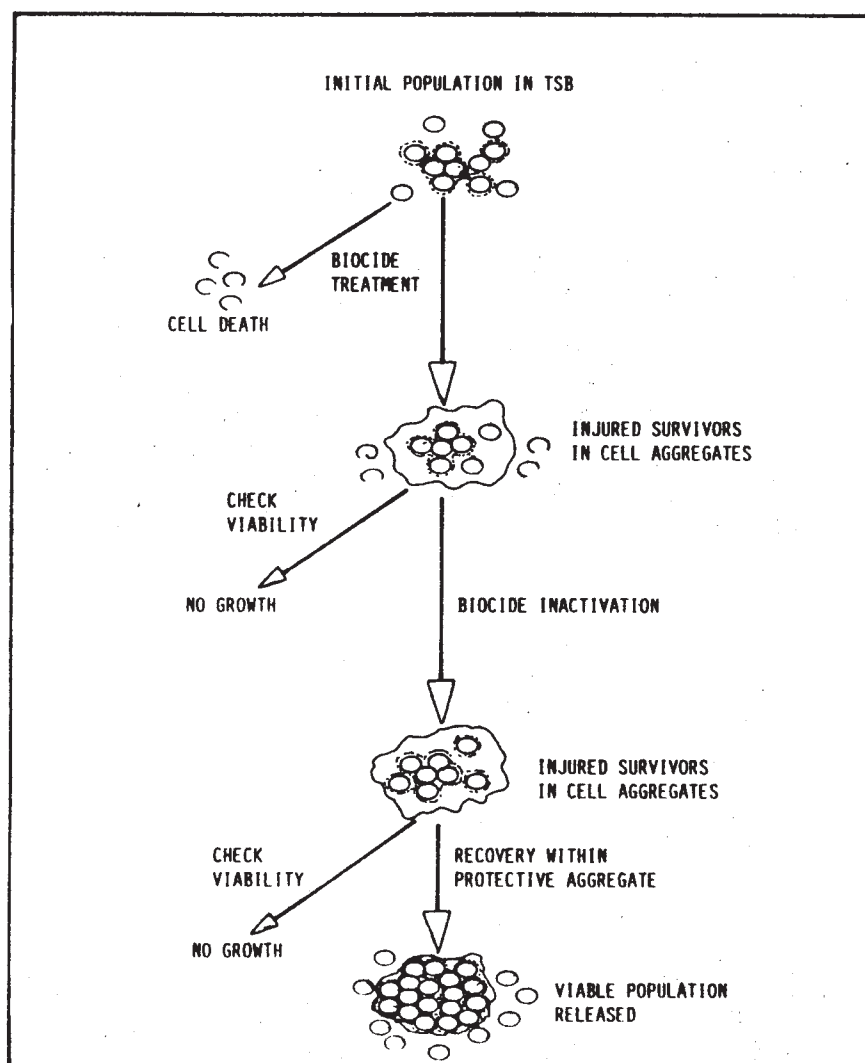 INITIAL POPULATION IN TSB
BIOCIDE
TREATMENT
CELL DEATH
INJURED SURVIVORS
IN CELL AGGREGATES
CHECK
VIABILITY
NO GROWTH
BIOCIDE INACTIVATION
INJURED SURVIVORS
IN CELL AGGREGATES
CHECK
VIABILITY
RECOVERY WITHIN
PROTECTIVE AGGREGATE
NO GROWTH
VIABLE POPULATION
RELEASED